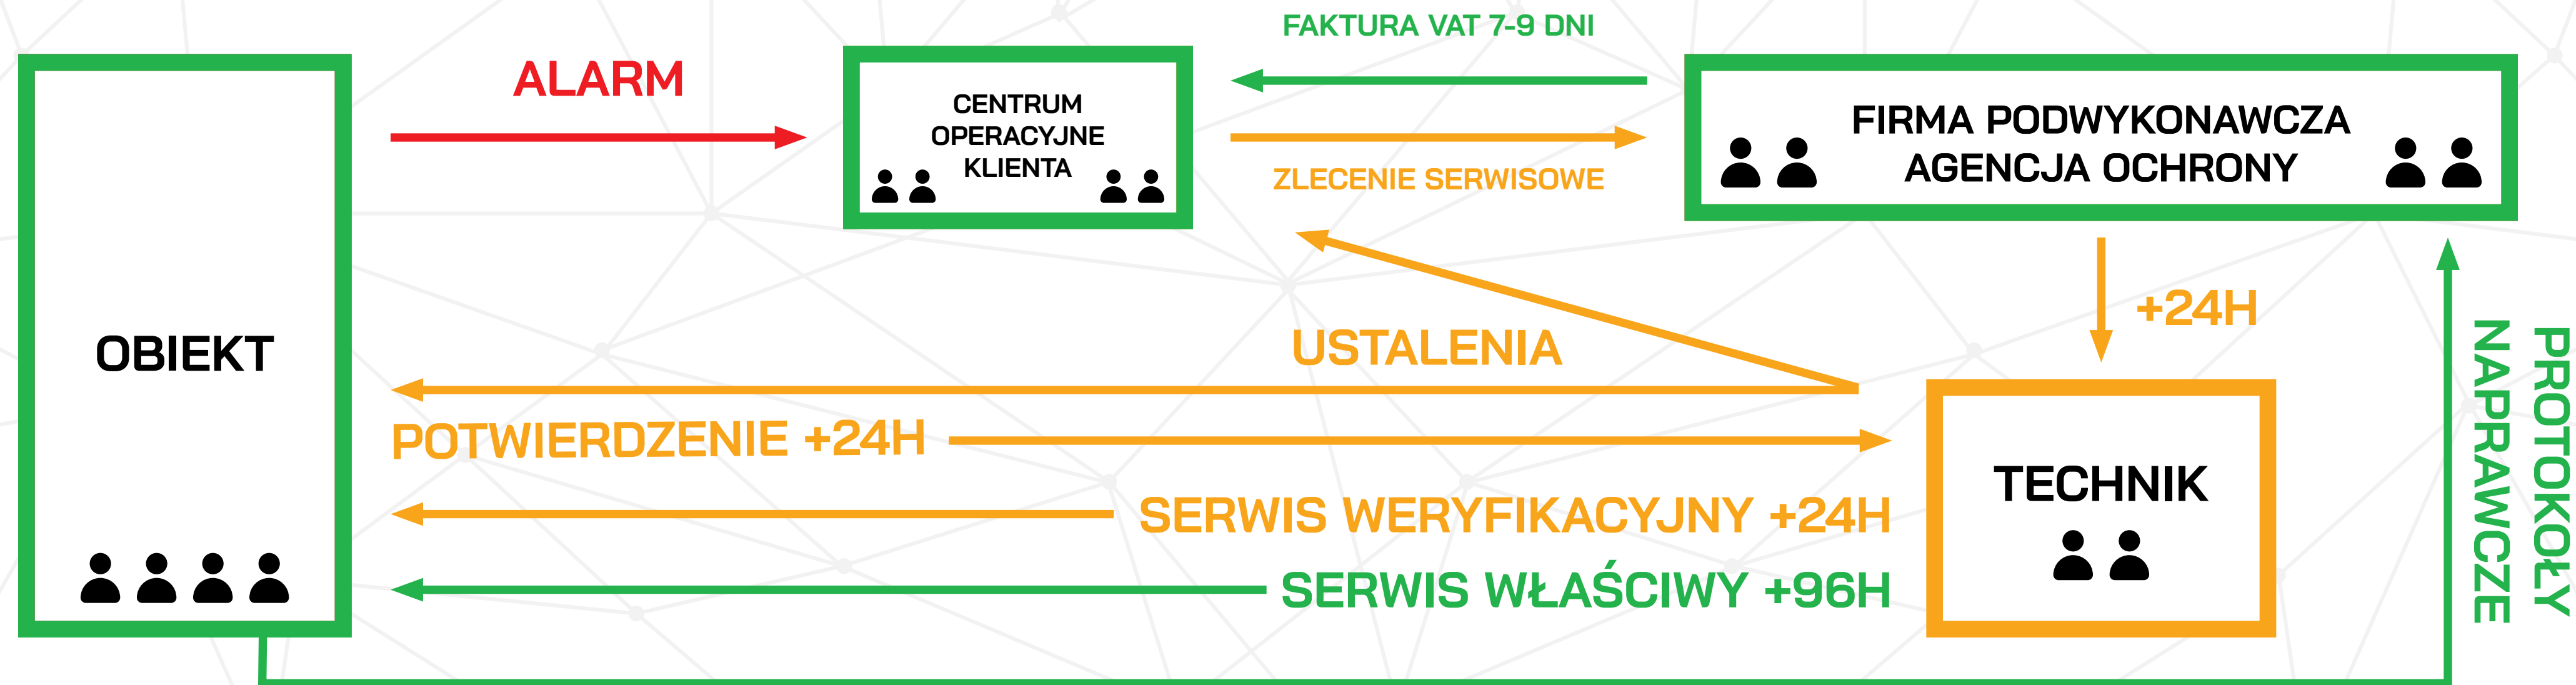 FAKTURA VAT 7-9 DNI
ALARM
CENTRUM
OPERACYJNE
KLIENTA
FIRMA PODWYKONAWCZA
AGENCJA OCHRONY
ZLECENIE SERWISOWE
+24H
USTALENIA
OBIEKT
POTWIERDZENIE +24H
TECHNIK
SERWIS WERYFIKACYJNY +24H
SERWIS WŁAŚCIWY +96H
PROTOKOŁY
NAPRAWCZE